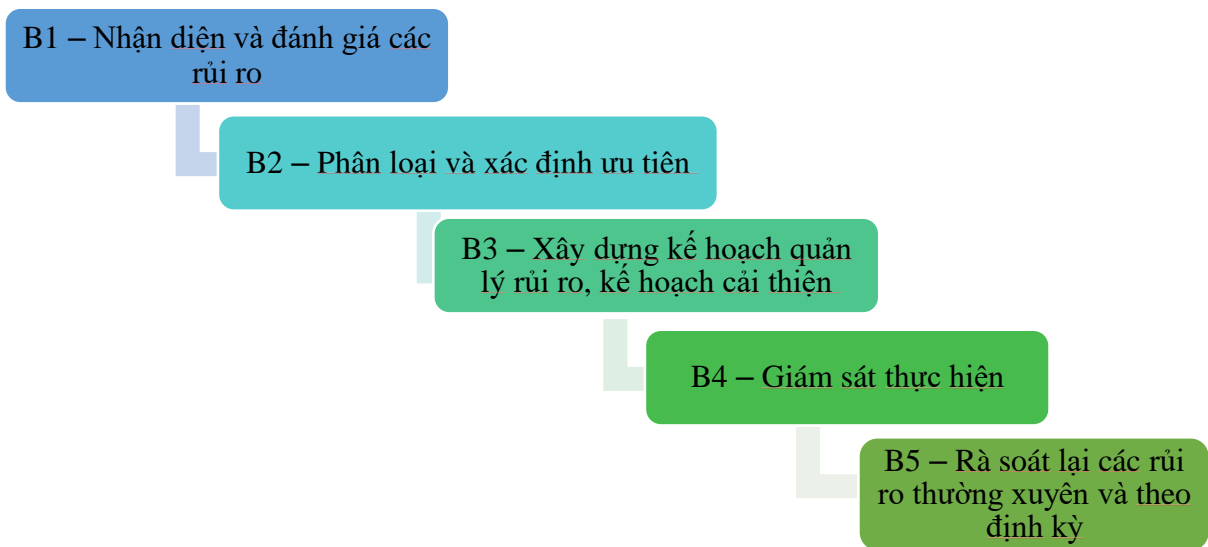 B1 – Nhận diện và đánh giá các
rủi ro
B2 – Phân loại và xác định ưu tiên
B3 – Xây dựng kế hoạch quản
lý rủi ro, kế hoạch cải thiện
B4 – Giám sát thực hiện
B5 – Rà soát lại các rủi
ro thường xuyên và theo
định kỳ